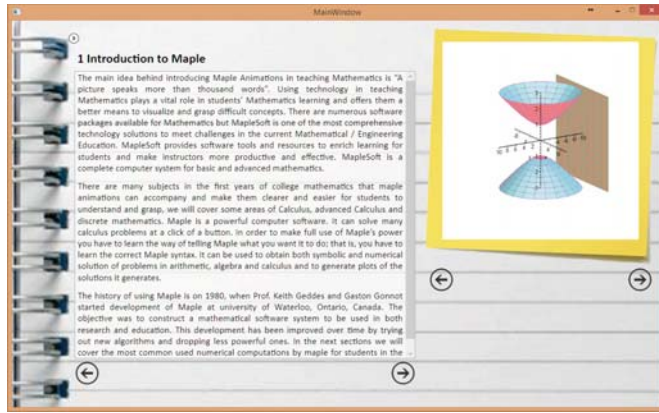 MainWindow
1 Introduction to Maple
The main idea behind introducing Maple Animations in teaching Mathematics is "A
picture speaks more than thousand words". Using technology in teaching
Mathematics plays a vital role in students' Mathematics learning and offers them a
better means to visualize and grasp difficult concepts. There are numerous software
packages available for Mathematics but MapleSoft is one of the most comprehensive
technology solutions to meet challenges in the current Mathematical / Engineering
Education. MapleSoft provides software tools and resources to enrich learning for
students and make instructors more productive and effective. MapleSoft is a
complete computer system for basic and advanced mathematics.
There are many subjects in the first years of college mathematics that maple
animations can accompany and make them clearer and easier for students to
understand and grasp, we will cover some areas of Calculus, advanced Calculus and
discrete mathematics. Maple is a powerful computer software. It can solve many
calculus problems at a click of a button. In order to make full use of Maple's power
you have to learn the way of telling Maple what you want it to do; that is, you have to
learn the correct Maple syntax. It can be used to obtain both symbolic and numerical
solution of problems in arithmetic, algebra and calculus and to generate plots of the
solutions it generates.
The history of using Maple is on 1980, when Prof. Keith Geddes and Gaston Gonnot
started development of Maple at university of Waterloo, Ontario, Canada. The
objective was to construct a mathematical software system to be used in both
research and education. This development has been improved over time by trying
out new algorithms and dropping less powerful ones. In the next sections we will
cover the most common used numerical computations by maple for students in the